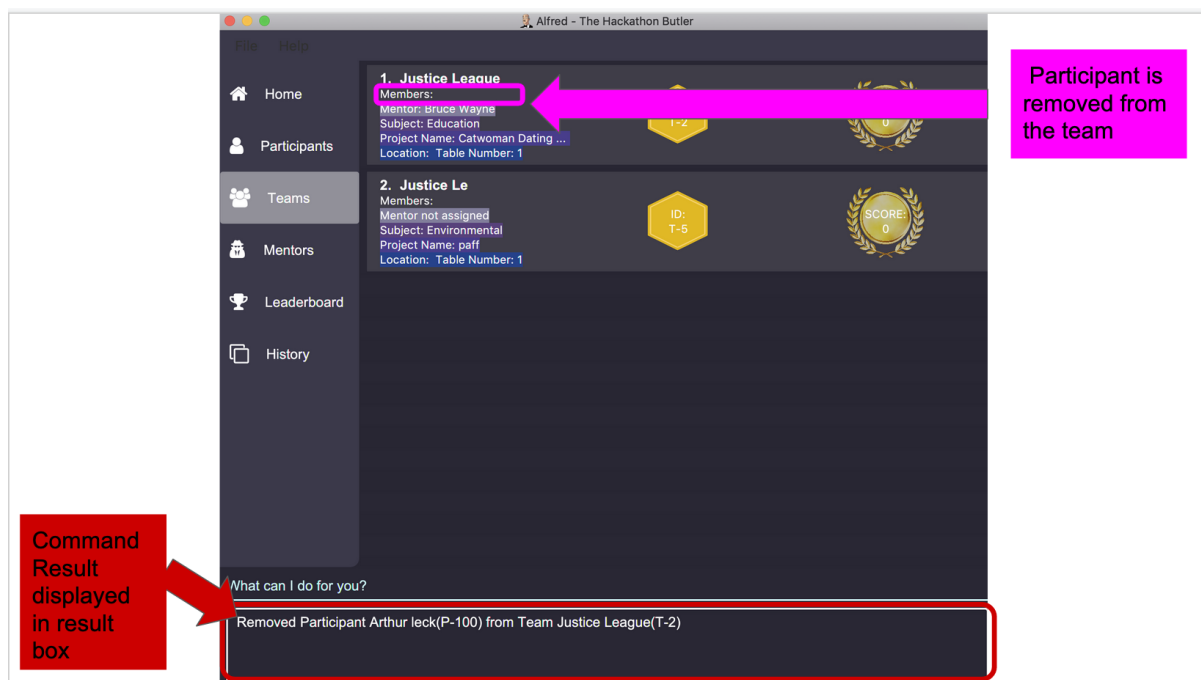 Alfred - The Hackathon Butler
File Help
Home
Participants
Teams
Mentors
Leaderboard
History
1. Justice League
Members:
Mentor: Bruce Wayne
Subject: Education
Project Name: Catwoman Dating ...
Location: Table Number: 1
T-2
0
2. Justice Le
Members:
Mentor not assigned
Subject: Environmental
Project Name: paff
Location: Table Number: 1
ID:
T-5
SCORE:
0
Participant is
removed from
the team
Command
Result
displayed
in result
box
What can I do for you?
Removed Participant Arthur leck(P-100) from Team Justice League(T-2)